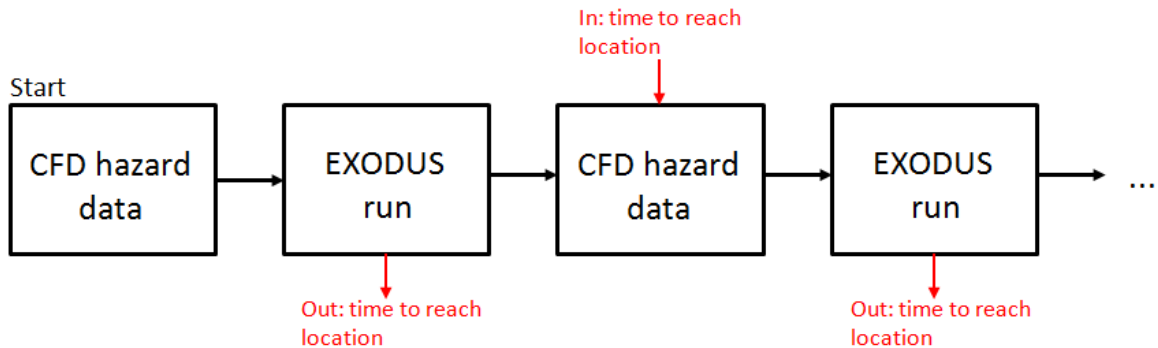 In: time to reach
location
Start
CFD hazard
data
EXODUS
run
CFD hazard
data
EXODUS
run
...
Out: time to reach
location
Out: time to reach
location